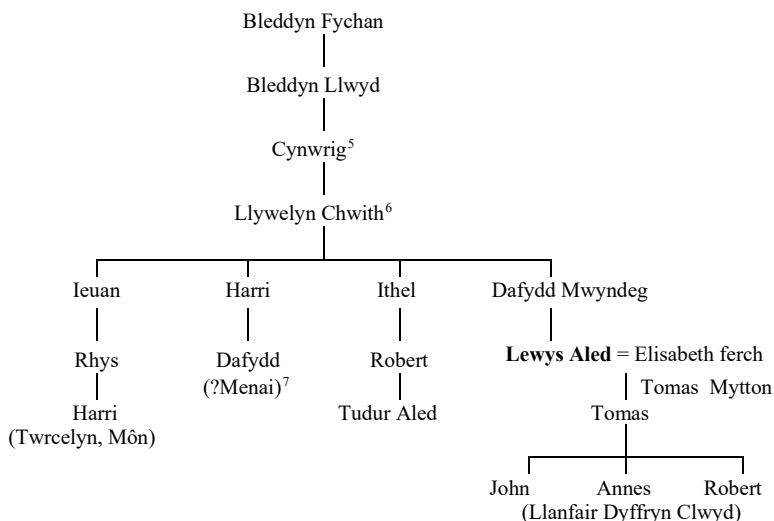 Bleddyn Fychan
Bleddyn Llwyd
Cynwrig⁵
Llywelyn Chwith⁶
Ieuan Harri Ithel Dafydd Mwyndeg
Rhys Dafydd Robert Lewys Aled = Elisabeth ferch
(?Menai)⁷ Tomas Mytton
Harri Tudur Aled Tomas
(Twrcelyn, Môn)
John Annes Robert
(Llanfair Dyffryn Clwyd)